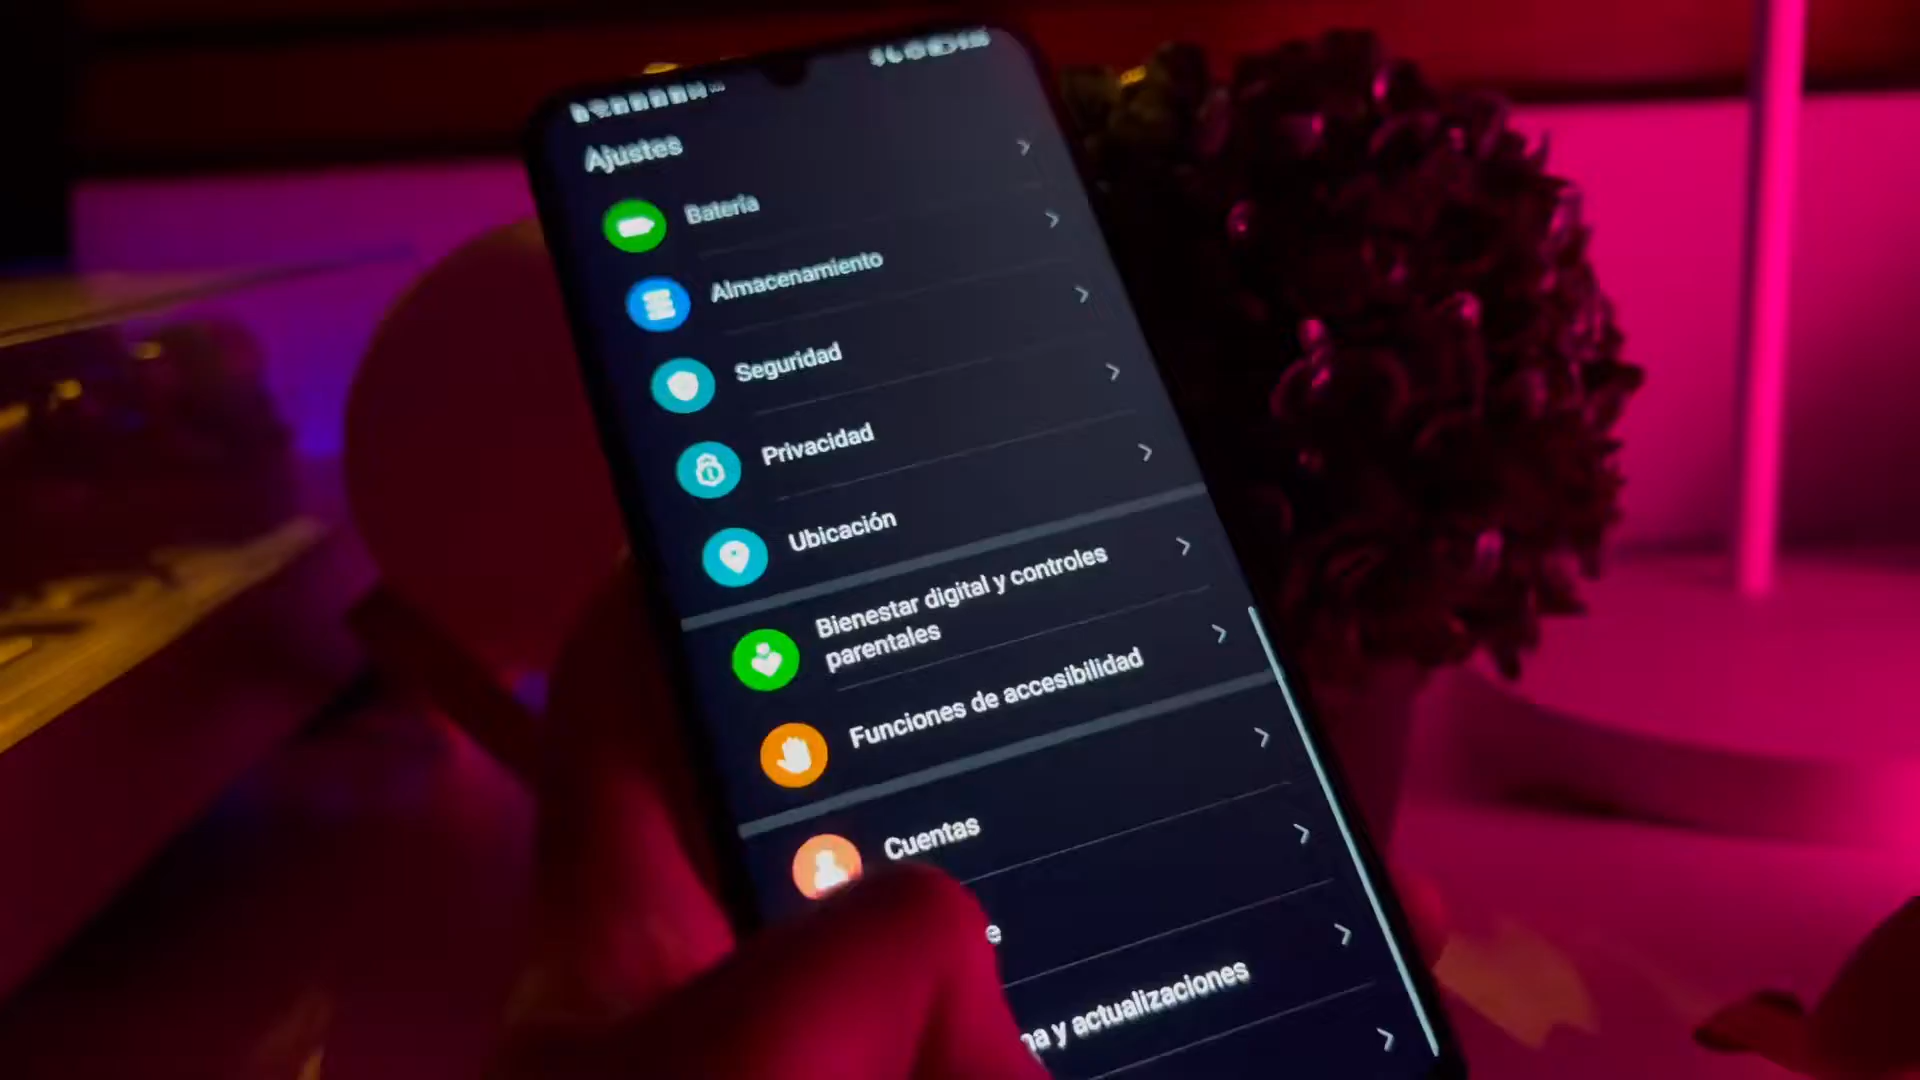 Ajustes
Batería
Almacenamiento
Seguridad
Privacidad
Ubicación
Bienestar digital y controles
parentales
Funciones de accesibilidad
Cuentas
y actualizaciones